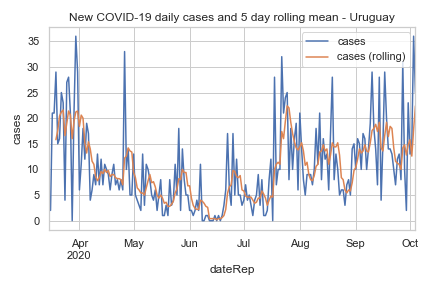 New COVID-19 daily cases and 5 day rolling mean - Uruguay
cases
cases (rolling)
cases
35
30
25
20
15
10
5
0
Apr May Jun Jul Aug Sep Oct
2020
dateRep